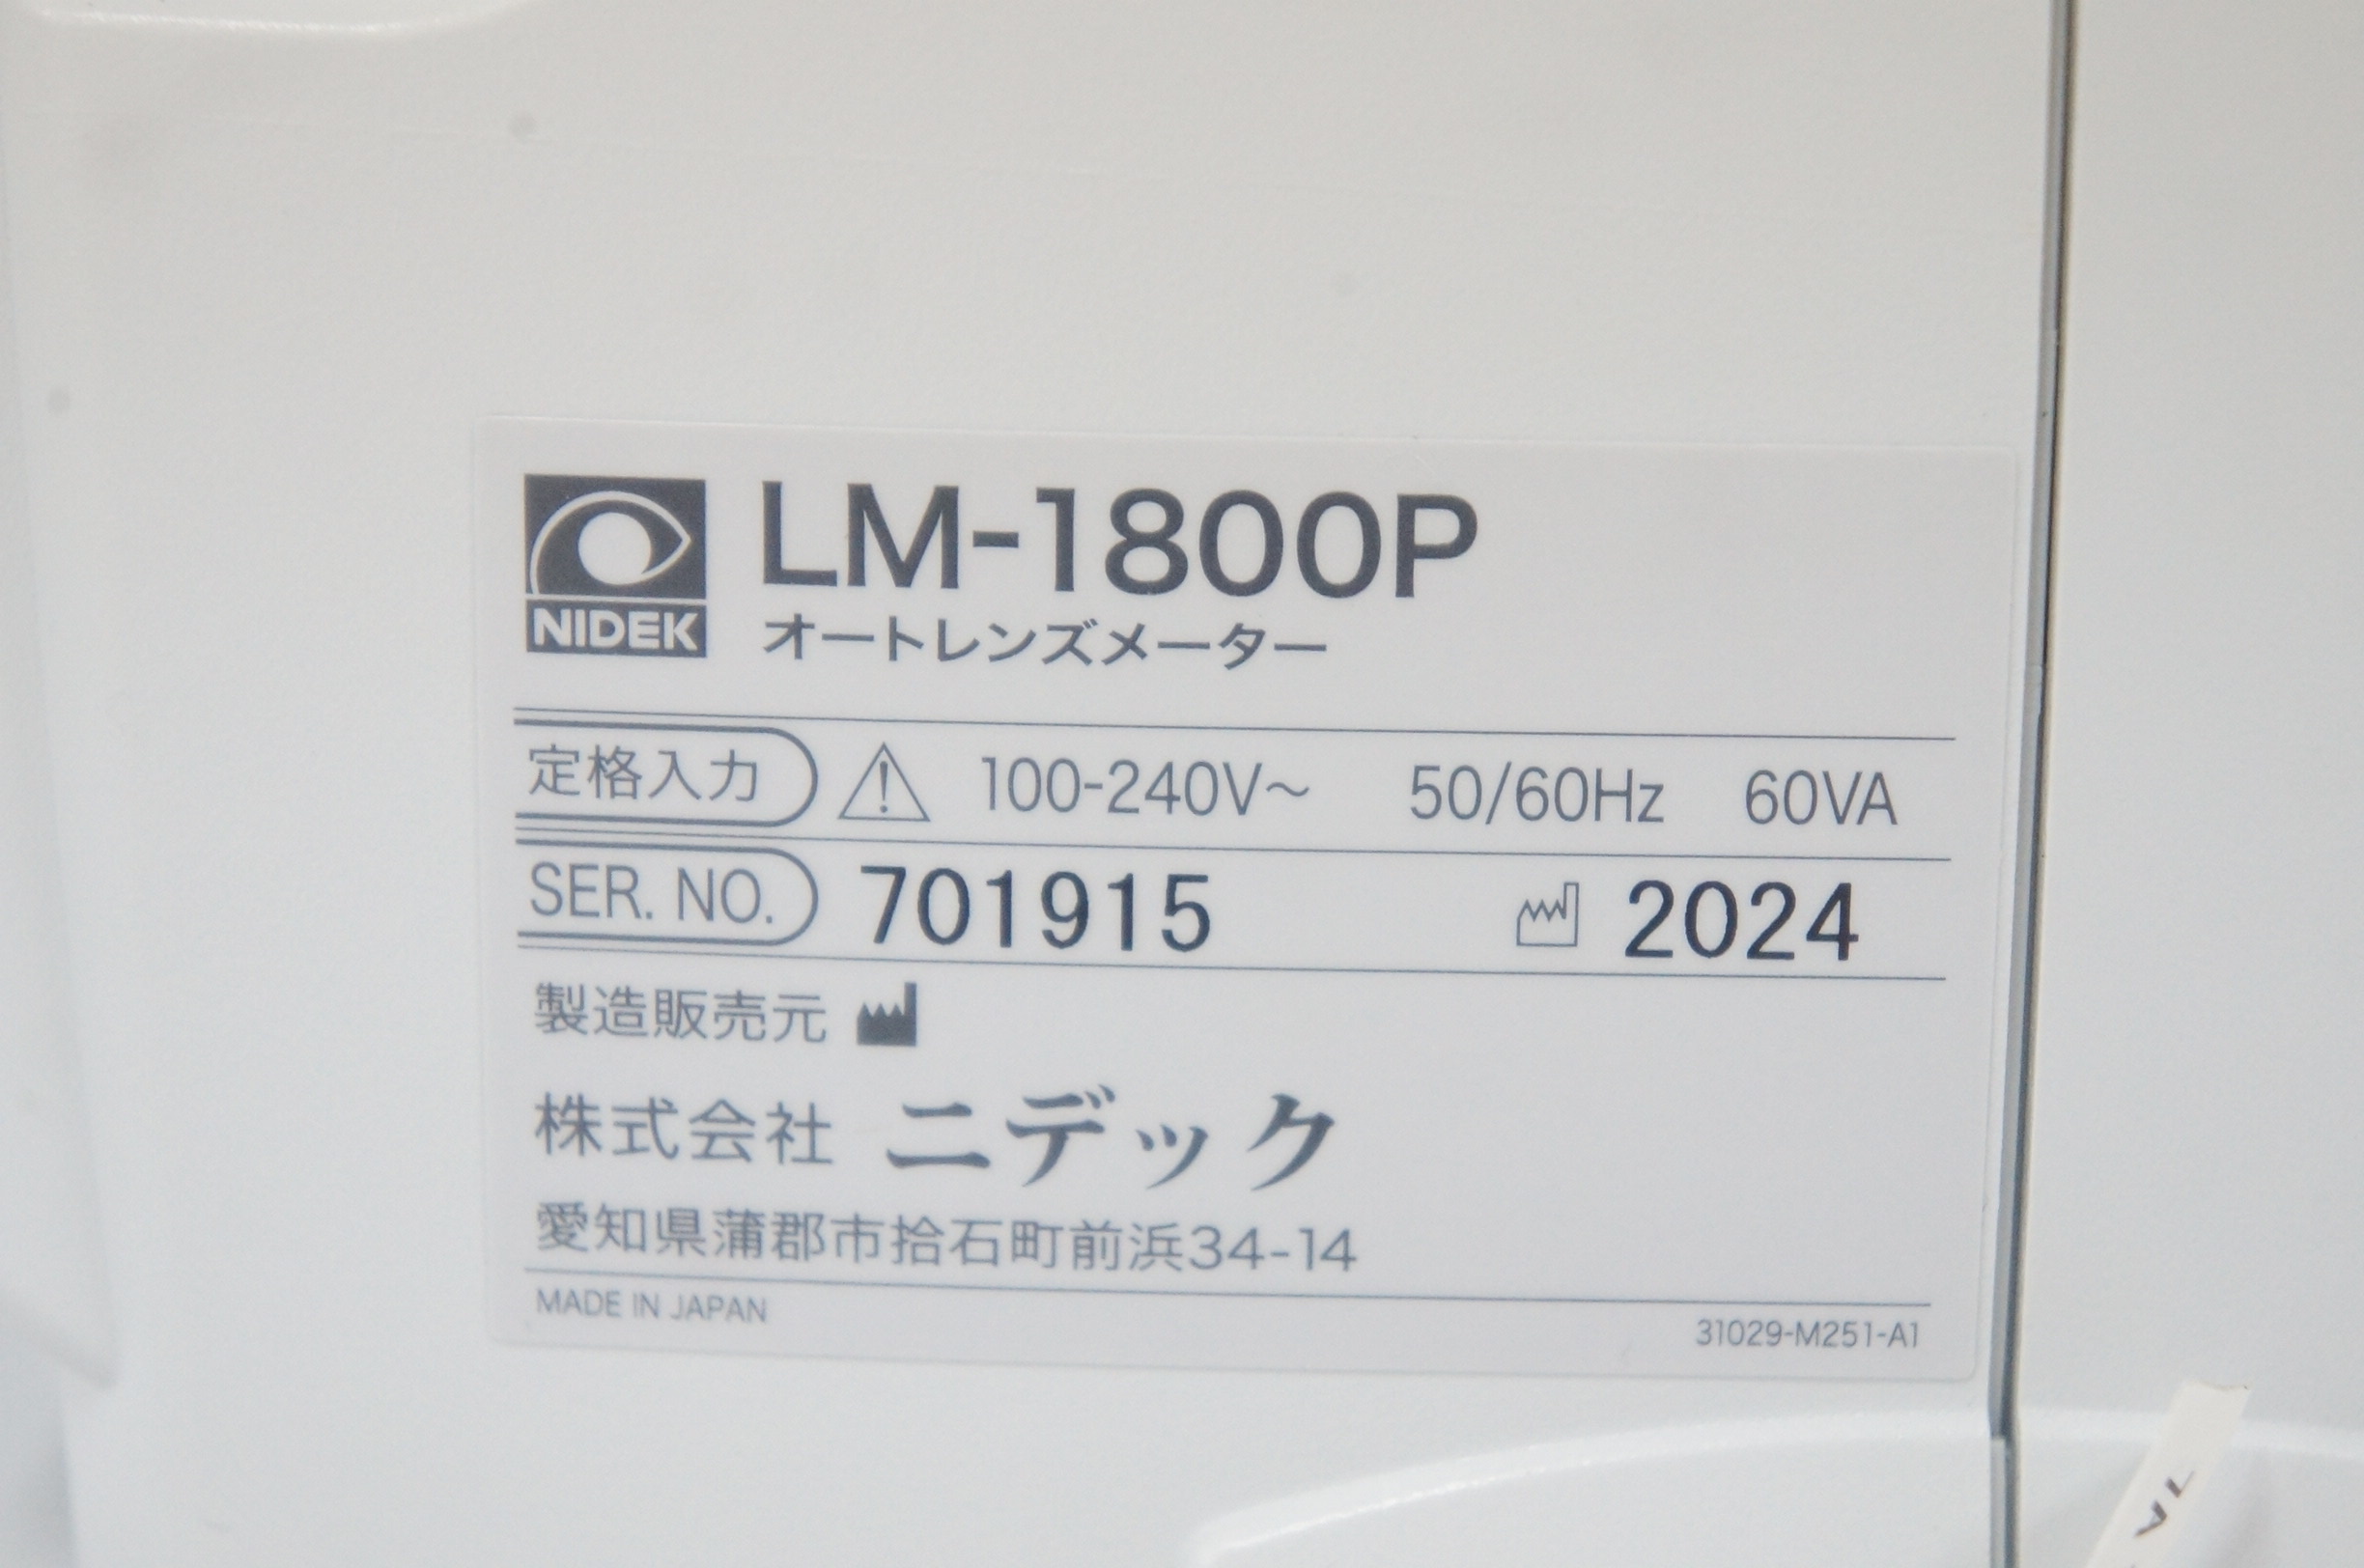 NIDEK
LM-1800P
オートレンズメーター
定格入力 ⚠ 100-240V～ 50/60Hz 60VA
SER. NO. 701915 2024
製造販売元
株式会社 ニデック
愛知県蒲郡市拾石町前浜34-14
MADE IN JAPAN
31029-M251-A1